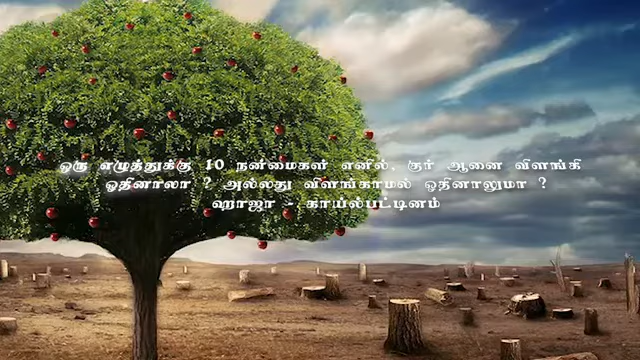 ஒரு எழுத்துக்கு 10 நன்மைகள் எனில், குர் ஆனை விளங்கி
ஓதினாலா ? அல்லது விளங்காமல் ஓதினாலுமா ?
ஹாஜா - காயல்பட்டினம்